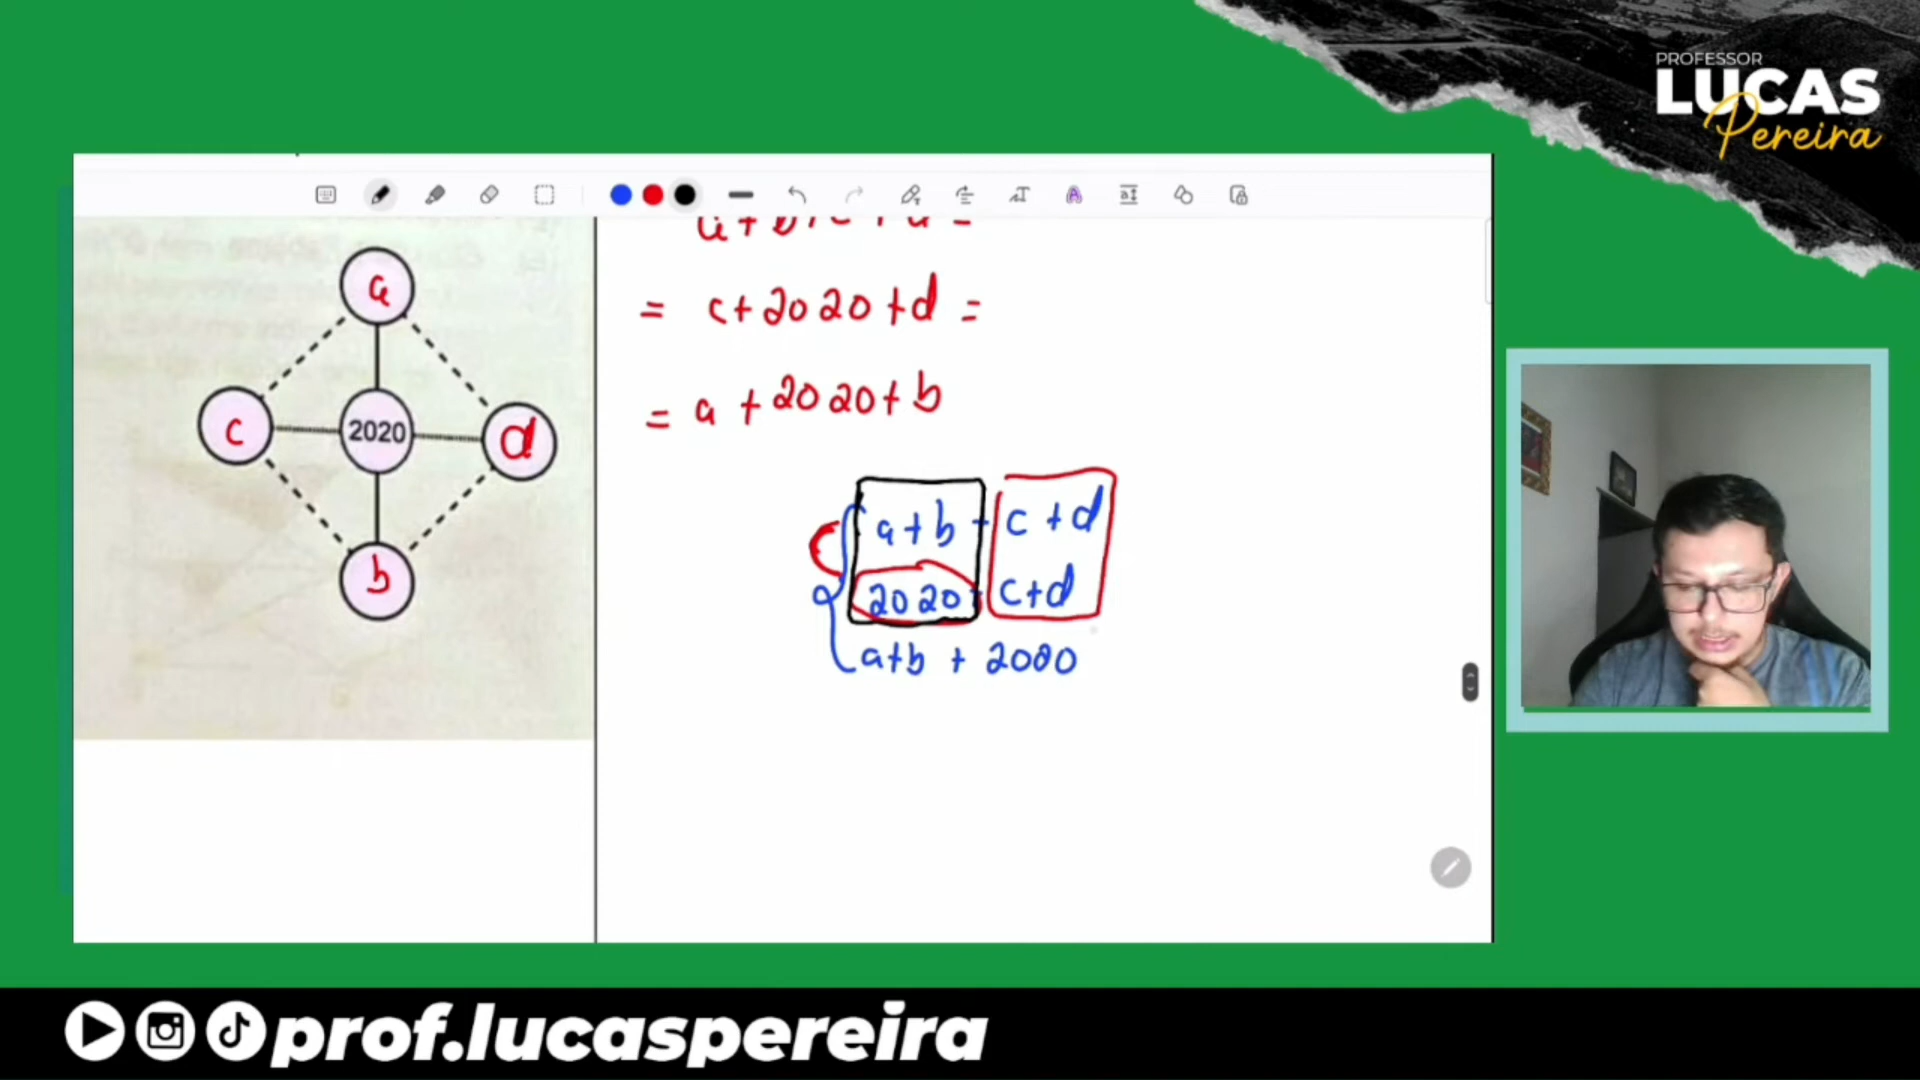 PROFESSOR
LUCAS
Pereira
a
c
2020
d
b
a + b + c + d =
= c + 2020 + d =
= a + 2020 + b
a + b + c + d
2020 + c + d
a + b + 2020
prof.lucaspereira